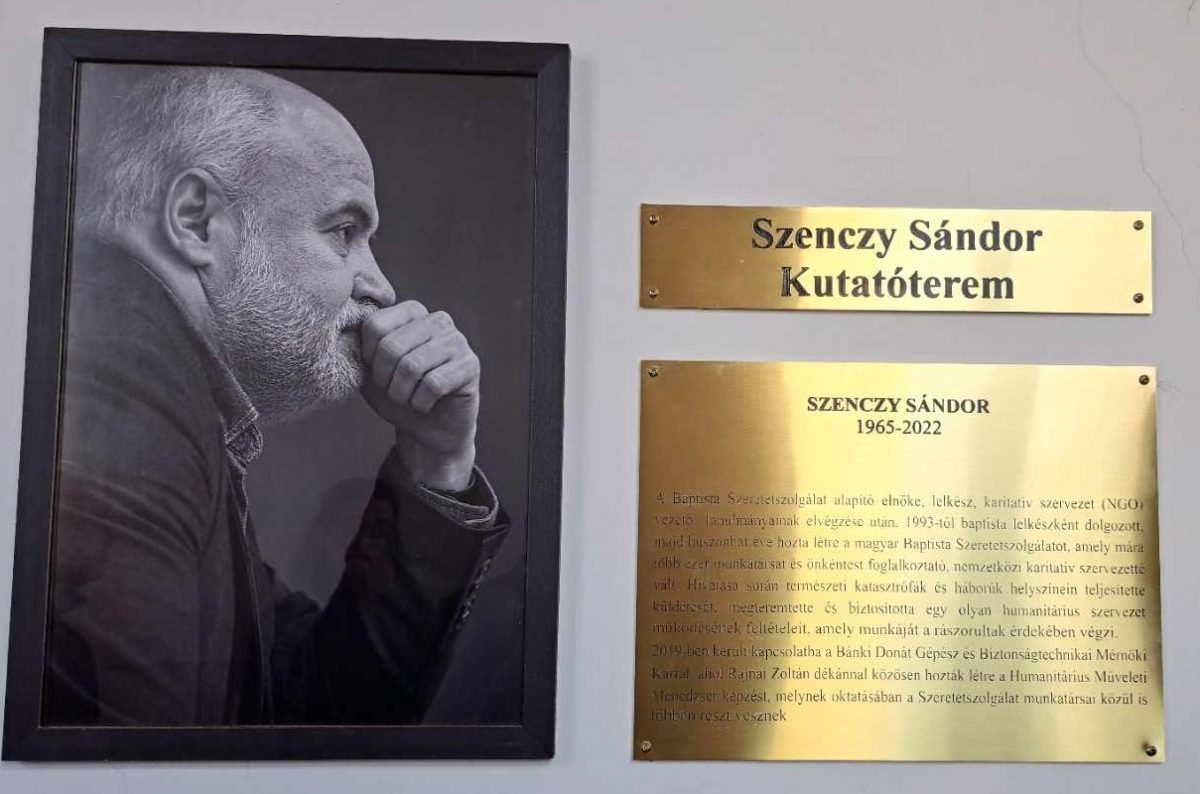 Szenczy Sándor
Kutatóterem
SZENCZY SÁNDOR
1965-2022
A Baptista Szeretetszolgálat alapító elnöke, lelkész, karitatív szervezet (NGO)
vezető. Tanulmányainak elvégzése után, 1993-tól baptista lelkészként dolgozott,
majd huszonhat éve hozta létre a magyar Baptista Szeretetszolgálatot, amely mára
több ezer munkatársat és önkéntest foglalkoztató, nemzetközi karitatív szervezetté
vált. Hivatása során természeti katasztrófák és háborúk helyszínein teljesítette
küldetését, megteremtette és biztosította egy olyan humanitárius szervezet
működésének feltételeit, amely munkáját a rászorultak érdekében végzi.
2019-ben került kapcsolatba a Bánki Donát Gépész és Biztonságtechnikai Mérnöki
Karral, ahol Rajnai Zoltán dékánnal közösen hozták létre a Humanitárius Műveleti
Menedzser képzést, melynek oktatásában a Szeretetszolgálat munkatársai közül is
többen részt vesznek